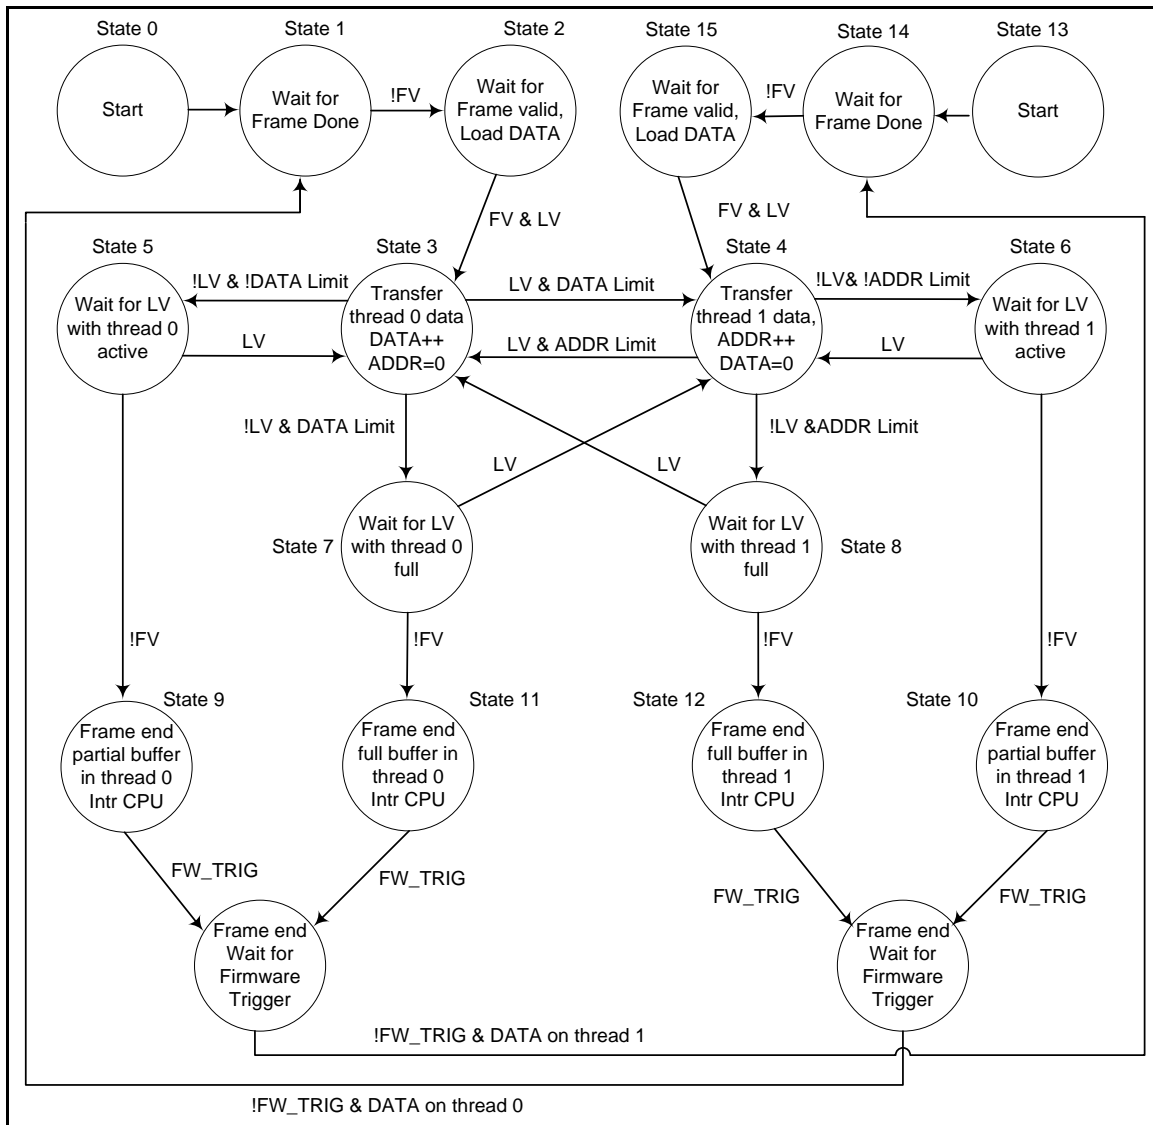 State 0
State 1
State 2
State 15
State 14
State 13
Start
Wait for
Frame Done
!FV
Wait for
Frame valid,
Load DATA
Wait for
Frame valid,
Load DATA
!FV
Wait for
Frame Done
Start
FV & LV
FV & LV
State 5
State 3
State 4
State 6
Wait for LV
with thread 0
active
!LV & !DATA Limit
LV
Transfer
thread 0 data
DATA++
ADDR=0
LV & DATA Limit
LV & ADDR Limit
Transfer
thread 1 data,
ADDR++
DATA=0
!LV& !ADDR Limit
LV
Wait for LV
with thread 1
active
!LV & DATA Limit
!LV &ADDR Limit
LV
LV
State 7
Wait for LV
with thread 0
full
Wait for LV
with thread 1
full
State 8
!FV
!FV
!FV
!FV
State 9
State 11
State 12
State 10
Frame end
partial buffer
in thread 0
Intr CPU
Frame end
full buffer in
thread 0
Intr CPU
Frame end
full buffer in
thread 1
Intr CPU
Frame end
partial buffer
in thread 1
Intr CPU
FW_TRIG
FW_TRIG
FW_TRIG
FW_TRIG
Frame end
Wait for
Firmware
Trigger
Frame end
Wait for
Firmware
Trigger
!FW_TRIG & DATA on thread 1
!FW_TRIG & DATA on thread 0